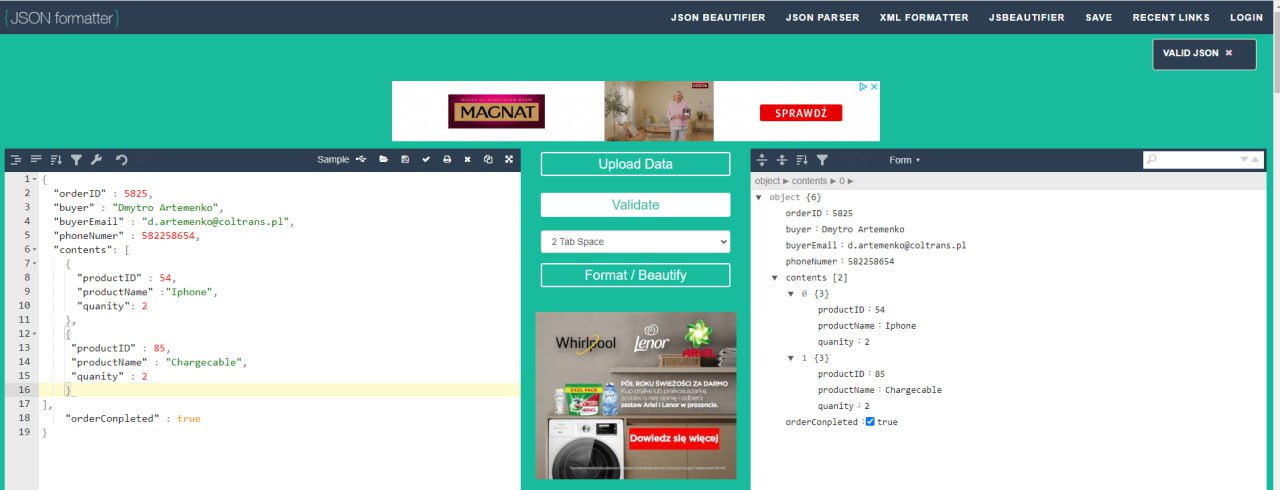 {JSON formatter}
JSON BEAUTIFIER JSON PARSER XML FORMATTER JSBEAUTIFIER SAVE RECENT LINKS LOGIN
VALID JSON ✖
MAGNAT
SPRAWDŹ
Sample
1 {
2 "orderID" : 5825,
3 "buyer" : "Dmytro Artemenko",
4 "buyerEmail" : "d.artemenko@coltrans.pl",
5 "phoneNumer" : 582258654,
6 "contents": [
7 {
8 "productID" : 54,
9 "productName" :"Iphone",
10 "quanity": 2
11 },
12 {
13 "productID" : 85,
14 "productName" : "Chargecable",
15 "quanity" : 2
16 }
17 ],
18 "orderConpleted" : true
19 }
Upload Data
Validate
2 Tab Space
Format / Beautify
Whirlpool Lenor ARIEL
XXXL PACK
ARIEL
PÓŁ ROKU ŚWIEŻOŚCI ZA DARMO
Kup pralkę lub pralkosuszarkę,
zostaw o niej opinię i odbierz
zestaw Ariel i Lenor w prezencie.
Dowiedz się więcej
Form
object ▶ contents ▶ 0 ▶
▼ object {6}
orderID : 5825
buyer : Dmytro Artemenko
buyerEmail : d.artemenko@coltrans.pl
phoneNumer : 582258654
▼ contents [2]
▼ 0 {3}
productID : 54
productName : Iphone
quanity : 2
▼ 1 {3}
productID : 85
productName : Chargecable
quanity : 2
orderConpleted : true